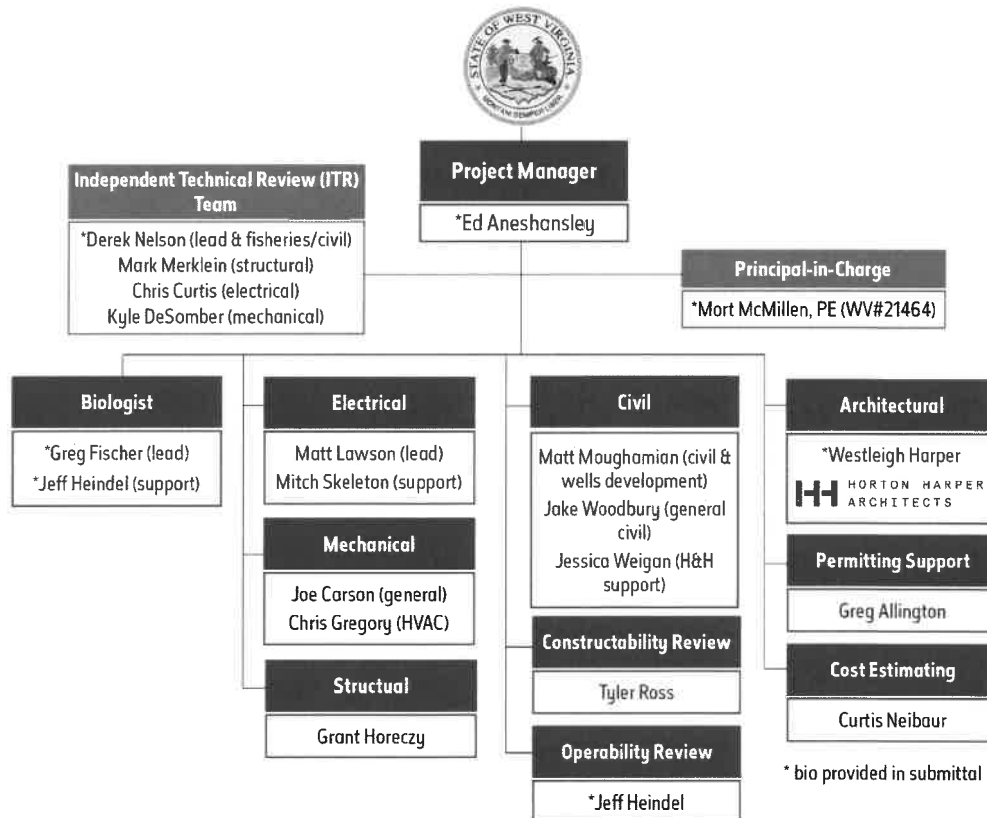 STATE OF WEST VIRGINIA
MONTANI SEMPER LIBERI
Project Manager
*Ed Aneshansley
Independent Technical Review (ITR)
Team
*Derek Nelson (lead & fisheries/civil)
Mark Merklein (structural)
Chris Curtis (electrical)
Kyle DeSomber (mechanical)
Principal-in-Charge
*Mort McMillen, PE (WV#21464)
Biologist
*Greg Fischer (lead)
*Jeff Heindel (support)
Electrical
Matt Lawson (lead)
Mitch Skeleton (support)
Mechanical
Joe Carson (general)
Chris Gregory (HVAC)
Structual
Grant Horeczy
Civil
Matt Moughamian (civil &
wells development)
Jake Woodbury (general
civil)
Jessica Weigan (H&H
support)
Constructability Review
Tyler Ross
Operability Review
*Jeff Heindel
Architectural
*Westleigh Harper
HH HORTON HARPER
ARCHITECTS
Permitting Support
Greg Allington
Cost Estimating
Curtis Neibaur
* bio provided in submittal